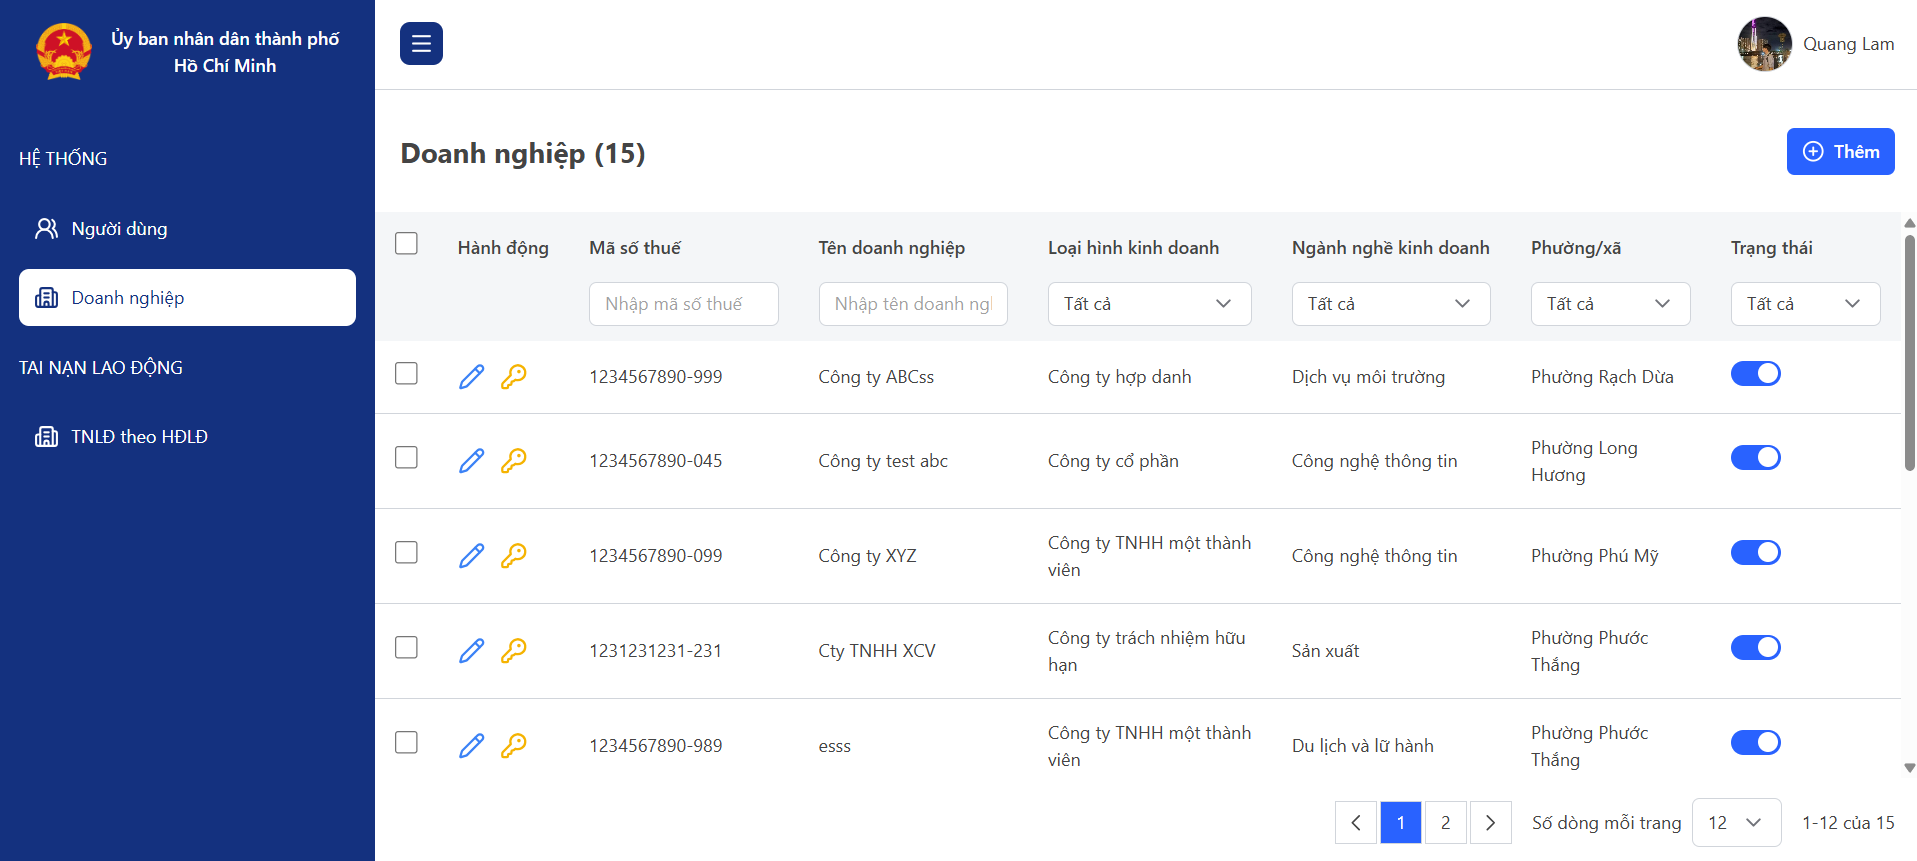 Ủy ban nhân dân thành phố
Hồ Chí Minh
HỆ THỐNG
Người dùng
Doanh nghiệp
TAI NẠN LAO ĐỘNG
TNLĐ theo HĐLĐ
Quang Lam
Doanh nghiệp (15)
Thêm
Hành động Mã số thuế Tên doanh nghiệp Loại hình kinh doanh Ngành nghề kinh doanh Phường/xã Trạng thái
Nhập mã số thuế Nhập tên doanh ng Tất cả Tất cả Tất cả Tất cả
1234567890-999 Công ty ABCss Công ty hợp danh Dịch vụ môi trường Phường Rạch Dừa
1234567890-045 Công ty test abc Công ty cổ phần Công nghệ thông tin Phường Long
Hương
1234567890-099 Công ty XYZ Công ty TNHH một thành
viên
Công nghệ thông tin Phường Phú Mỹ
1231231231-231 Cty TNHH XCV Công ty trách nhiệm hữu
hạn
Sản xuất Phường Phước
Thắng
1234567890-989 esss Công ty TNHH một thành
viên
Du lịch và lữ hành Phường Phước
Thắng
1 2 Số dòng mỗi trang 12 1-12 của 15